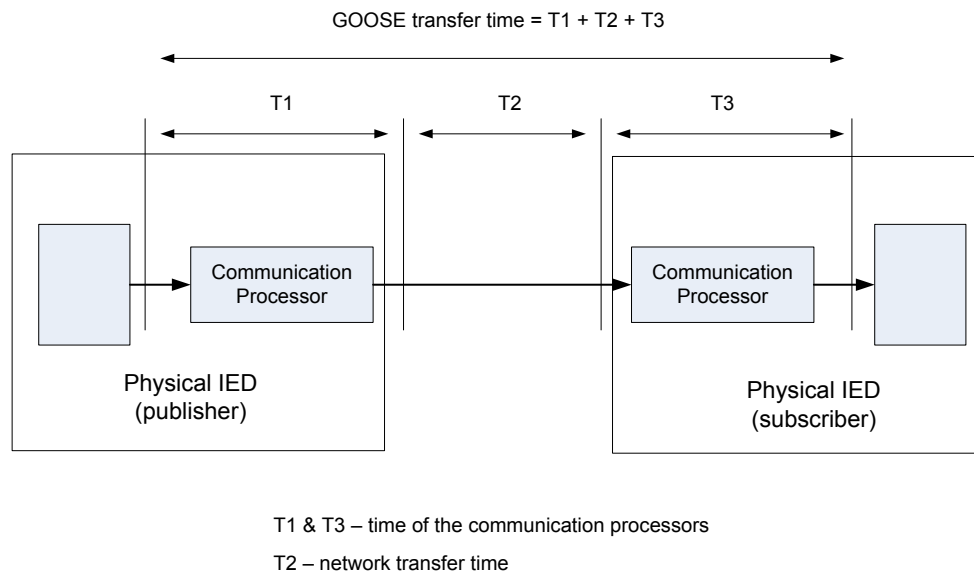 GOOSE transfer time = T1 + T2 + T3
T1
T2
T3
Communication
Processor
Communication
Processor
Physical IED
(publisher)
Physical IED
(subscriber)
T1 & T3 – time of the communication processors
T2 – network transfer time